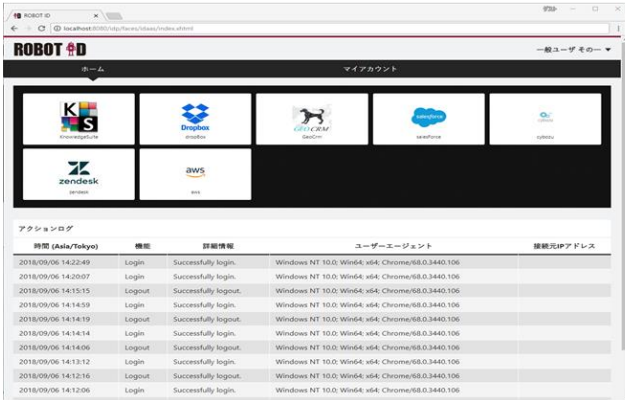 ROBOT ID
localhost:8080/idp/faces/idaas/index.xhtml
ROBOT ID
一般ユーザ その一 ▼
ホーム マイアカウント
K S
Dropbox
GEO CRM
salesforce
KnowledgeSuite dropBox GeoCrm salesforce cybozu
zendesk
aws
zendesk aws
アクションログ
時間 (Asia/Tokyo) 機能 詳細情報 ユーザーエージェント 接続元IPアドレス
2018/09/06 14:22:49 Login Successfully login. Windows NT 10.0; Win64; x64; Chrome/68.0.3440.106
2018/09/06 14:20:07 Login Successfully login. Windows NT 10.0; Win64; x64; Chrome/68.0.3440.106
2018/09/06 14:15:15 Logout Successfully logout. Windows NT 10.0; Win64; x64; Chrome/68.0.3440.106
2018/09/06 14:14:59 Login Successfully login. Windows NT 10.0; Win64; x64; Chrome/68.0.3440.106
2018/09/06 14:14:19 Logout Successfully logout. Windows NT 10.0; Win64; x64; Chrome/68.0.3440.106
2018/09/06 14:14:14 Login Successfully login. Windows NT 10.0; Win64; x64; Chrome/68.0.3440.106
2018/09/06 14:14:06 Logout Successfully logout. Windows NT 10.0; Win64; x64; Chrome/68.0.3440.106
2018/09/06 14:13:12 Login Successfully login. Windows NT 10.0; Win64; x64; Chrome/68.0.3440.106
2018/09/06 14:12:16 Logout Successfully logout. Windows NT 10.0; Win64; x64; Chrome/68.0.3440.106
2018/09/06 14:12:06 Login Successfully login. Windows NT 10.0; Win64; x64; Chrome/68.0.3440.106